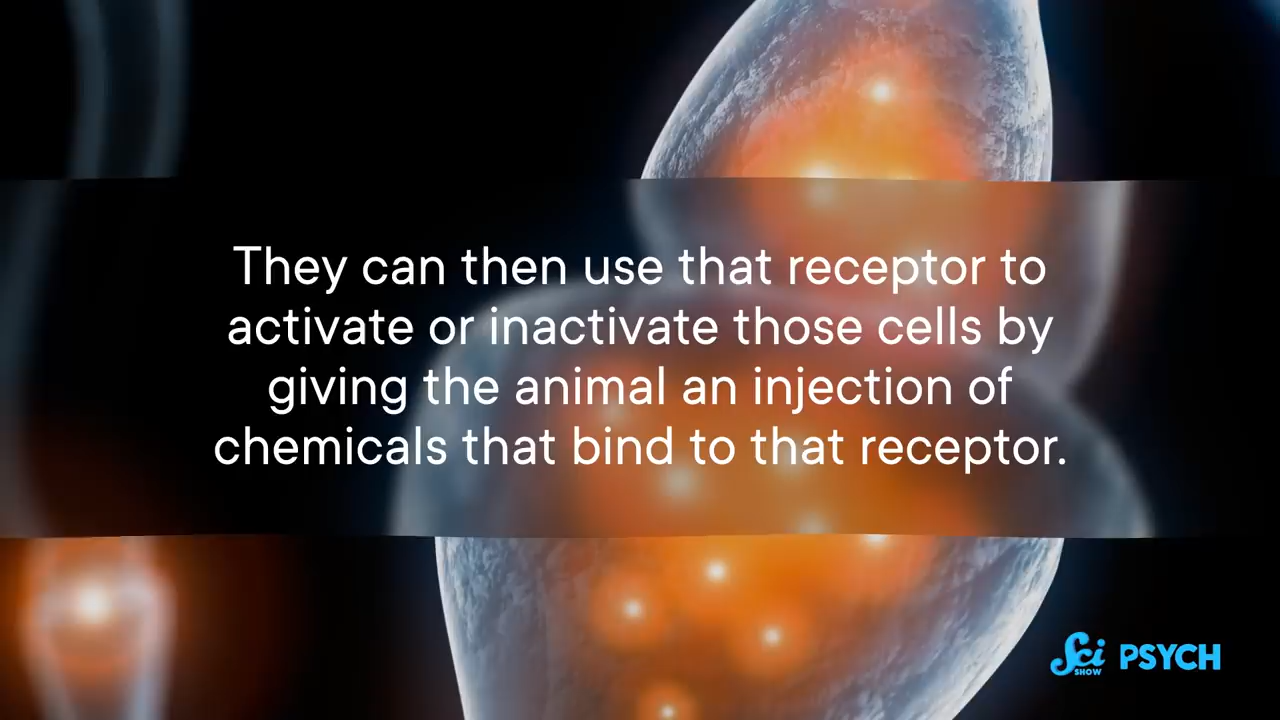 They can then use that receptor to
activate or inactivate those cells by
giving the animal an injection of
chemicals that bind to that receptor.
Sci SHOW PSYCH